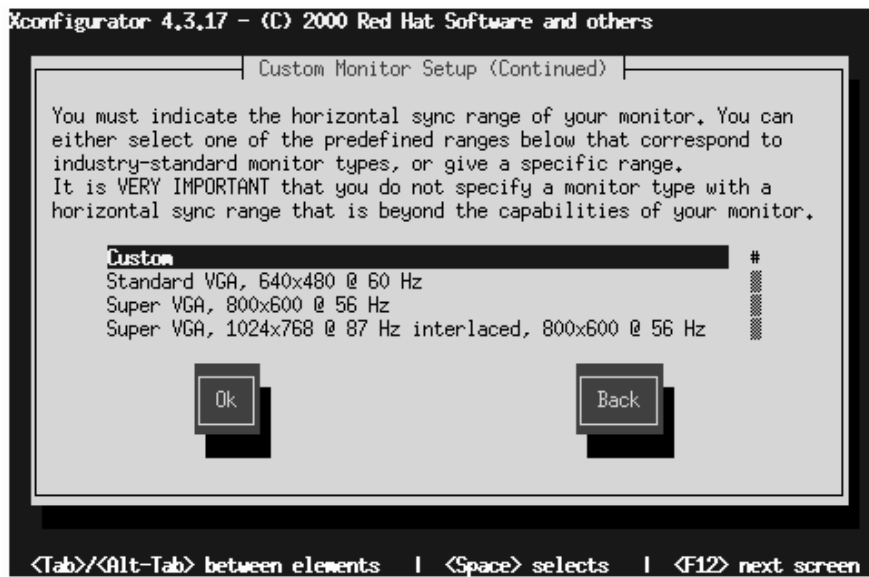 Xconfigurator 4.3.17 - (C) 2000 Red Hat Software and others
Custom Monitor Setup (Continued)
You must indicate the horizontal sync range of your monitor. You can
either select one of the predefined ranges below that correspond to
industry-standard monitor types, or give a specific range.
It is VERY IMPORTANT that you do not specify a monitor type with a
horizontal sync range that is beyond the capabilities of your monitor.
Custom #
Standard VGA, 640x480 @ 60 Hz
Super VGA, 800x600 @ 56 Hz
Super VGA, 1024x768 @ 87 Hz interlaced, 800x600 @ 56 Hz
Ok Back
<Tab>/<Alt-Tab> between elements | <Space> selects | <F12> next screen